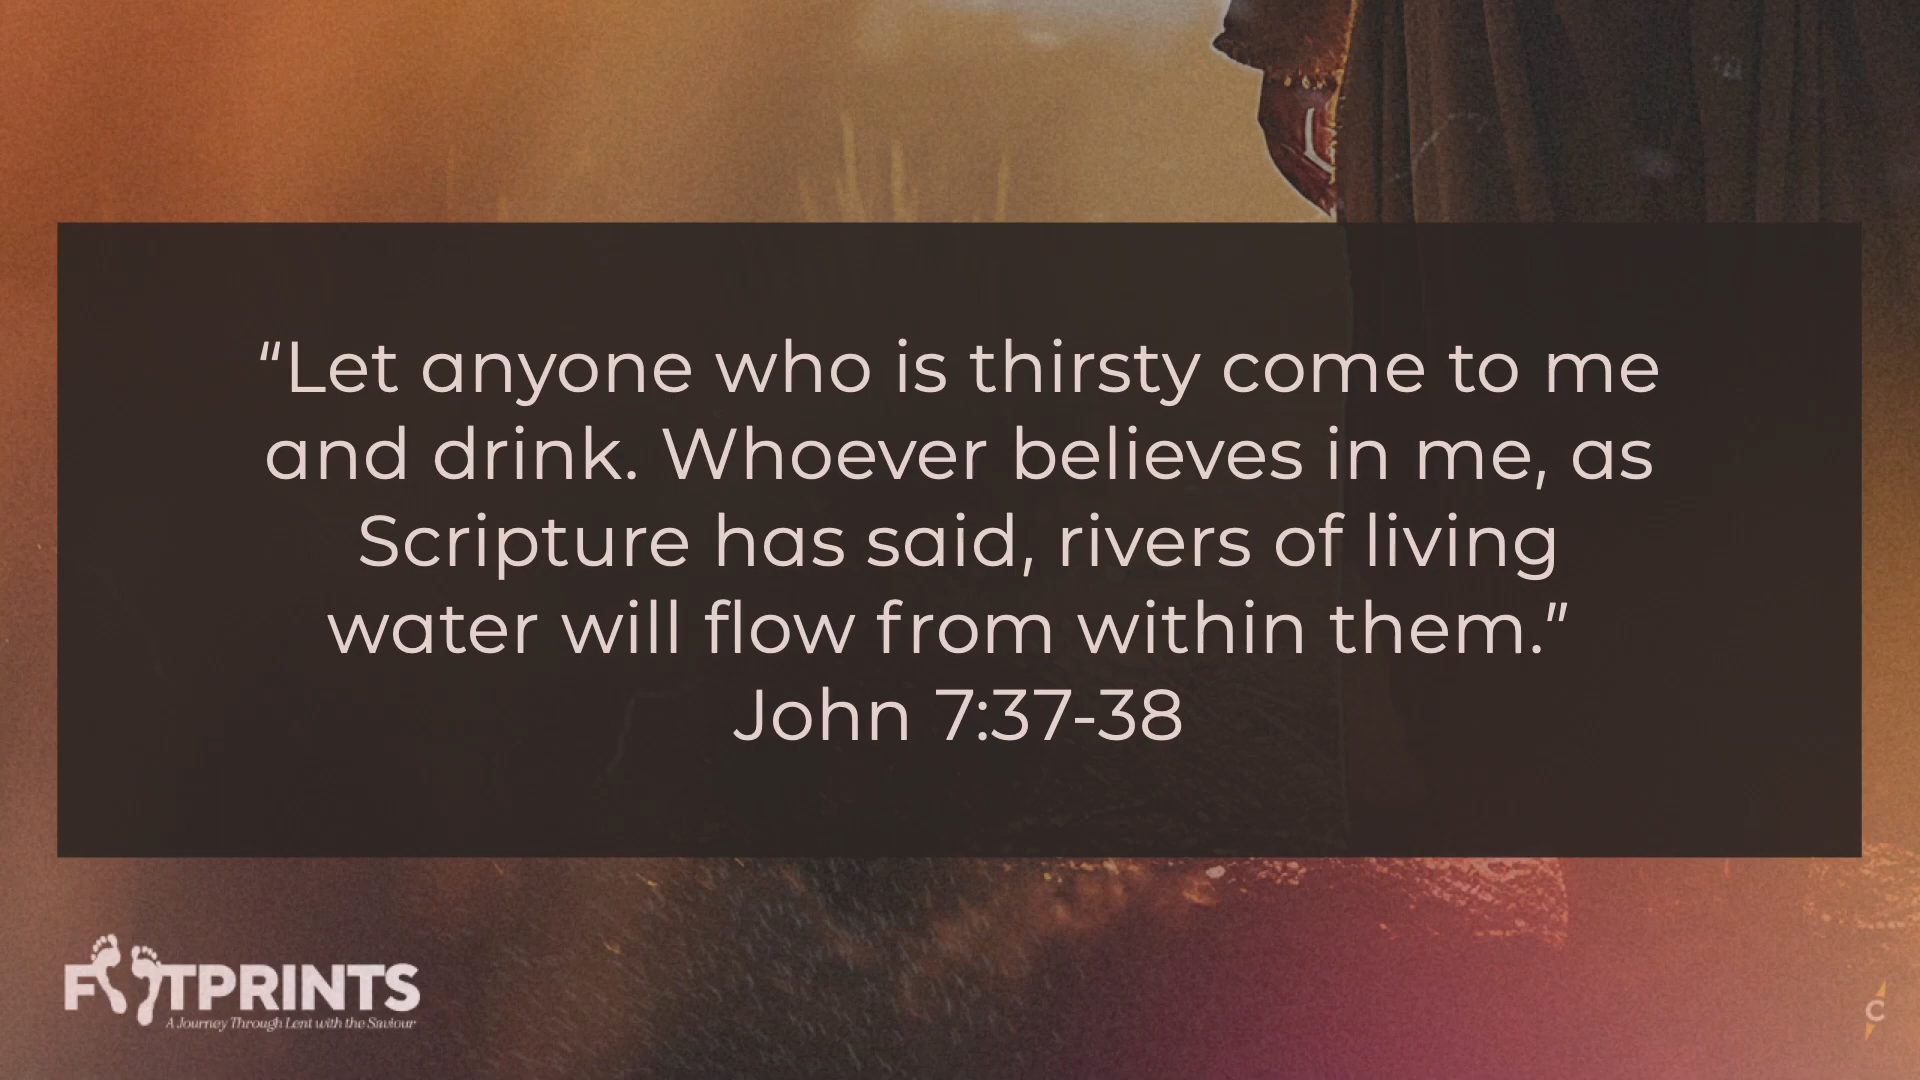 “Let anyone who is thirsty come to me
and drink. Whoever believes in me, as
Scripture has said, rivers of living
water will flow from within them.”
John 7:37-38
FOOTPRINTS
A Journey Through Lent with the Saviour
C